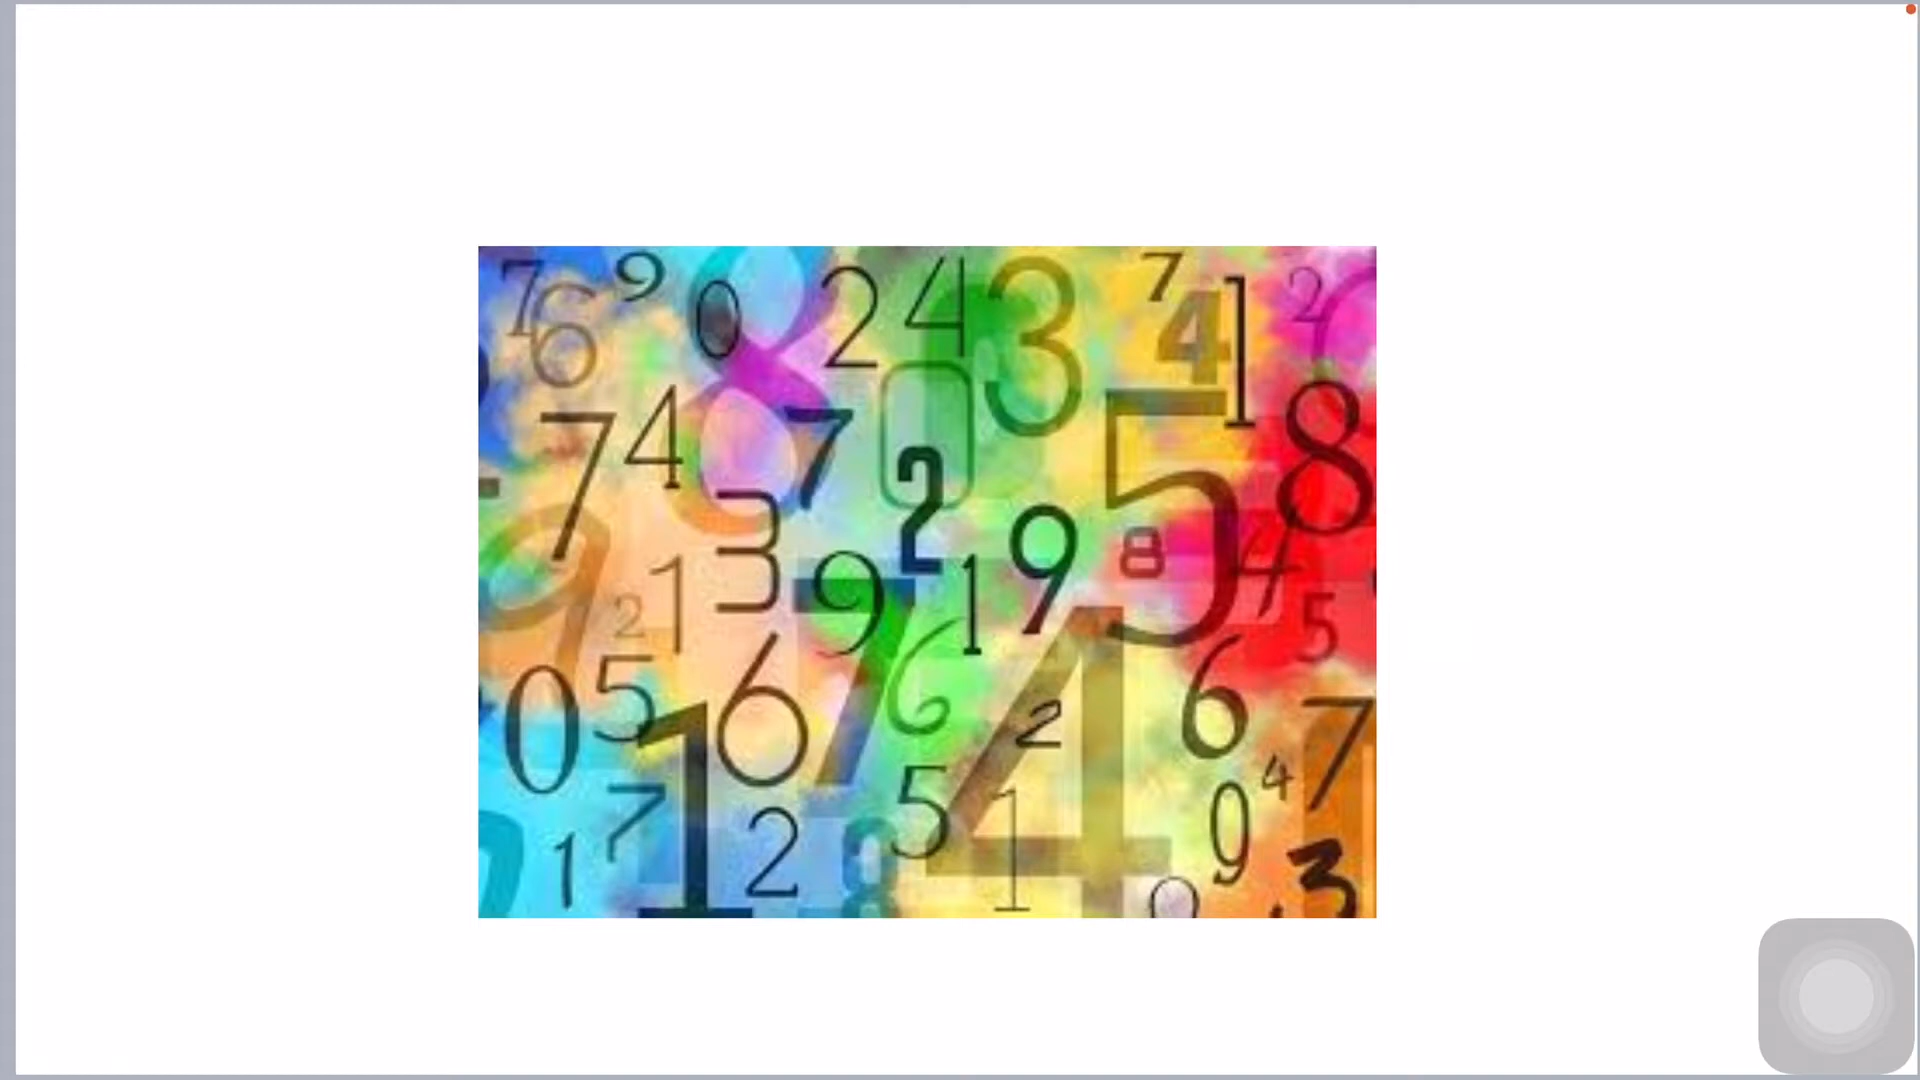 7 6 9 0 8 2 4 3 7 4 1 2
7 4 7 0 5 8
3 2 9 8 4
9 2 1 9 7 1 6 5
0 5 6 4 2 6 7
7 1 5 1 9 4
1 2 8 3